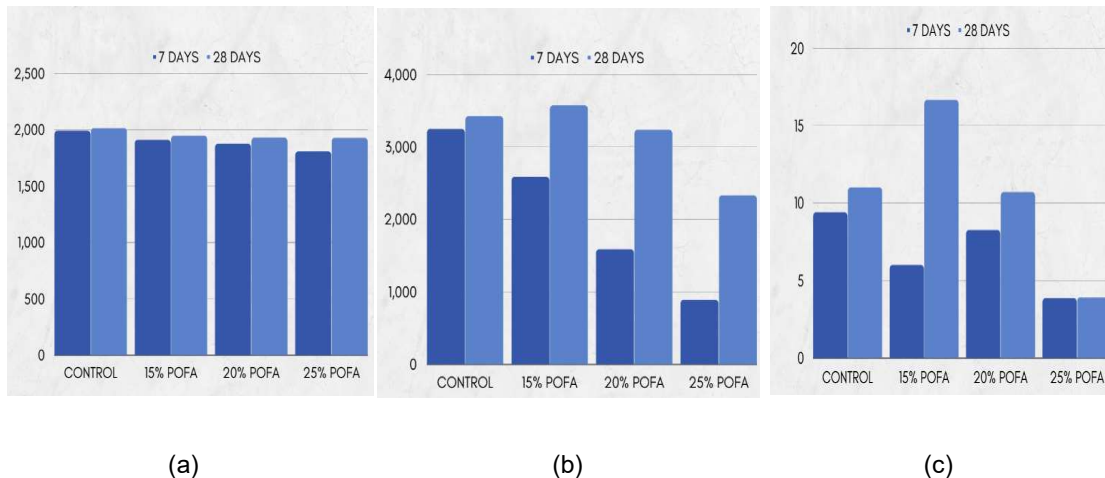 7 DAYS 28 DAYS
2,500
2,000
1,500
1,000
500
0
CONTROL 15% POFA 20% POFA 25% POFA
(a)
7 DAYS 28 DAYS
4,000
3,000
2,000
1,000
0
CONTROL 15% POFA 20% POFA 25% POFA
(b)
7 DAYS 28 DAYS
20
15
10
5
0
CONTROL 15% POFA 20% POFA 25% POFA
(c)